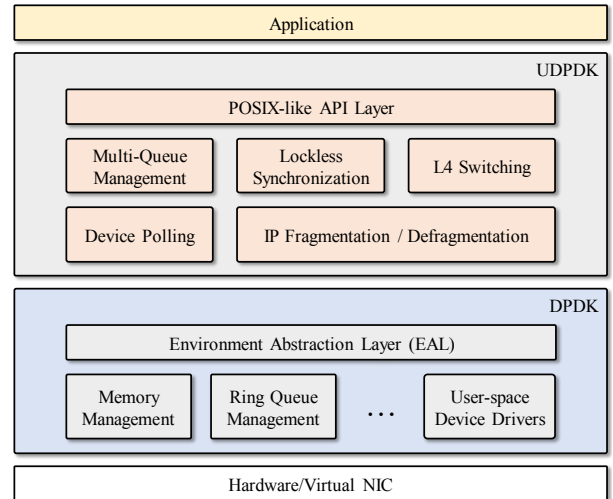 Application
UDPDK
POSIX-like API Layer
Multi-Queue
Management
Lockless
Synchronization
L4 Switching
Device Polling
IP Fragmentation / Defragmentation
DPDK
Environment Abstraction Layer (EAL)
Memory
Management
Ring Queue
Management
...
User-space
Device Drivers
Hardware/Virtual NIC